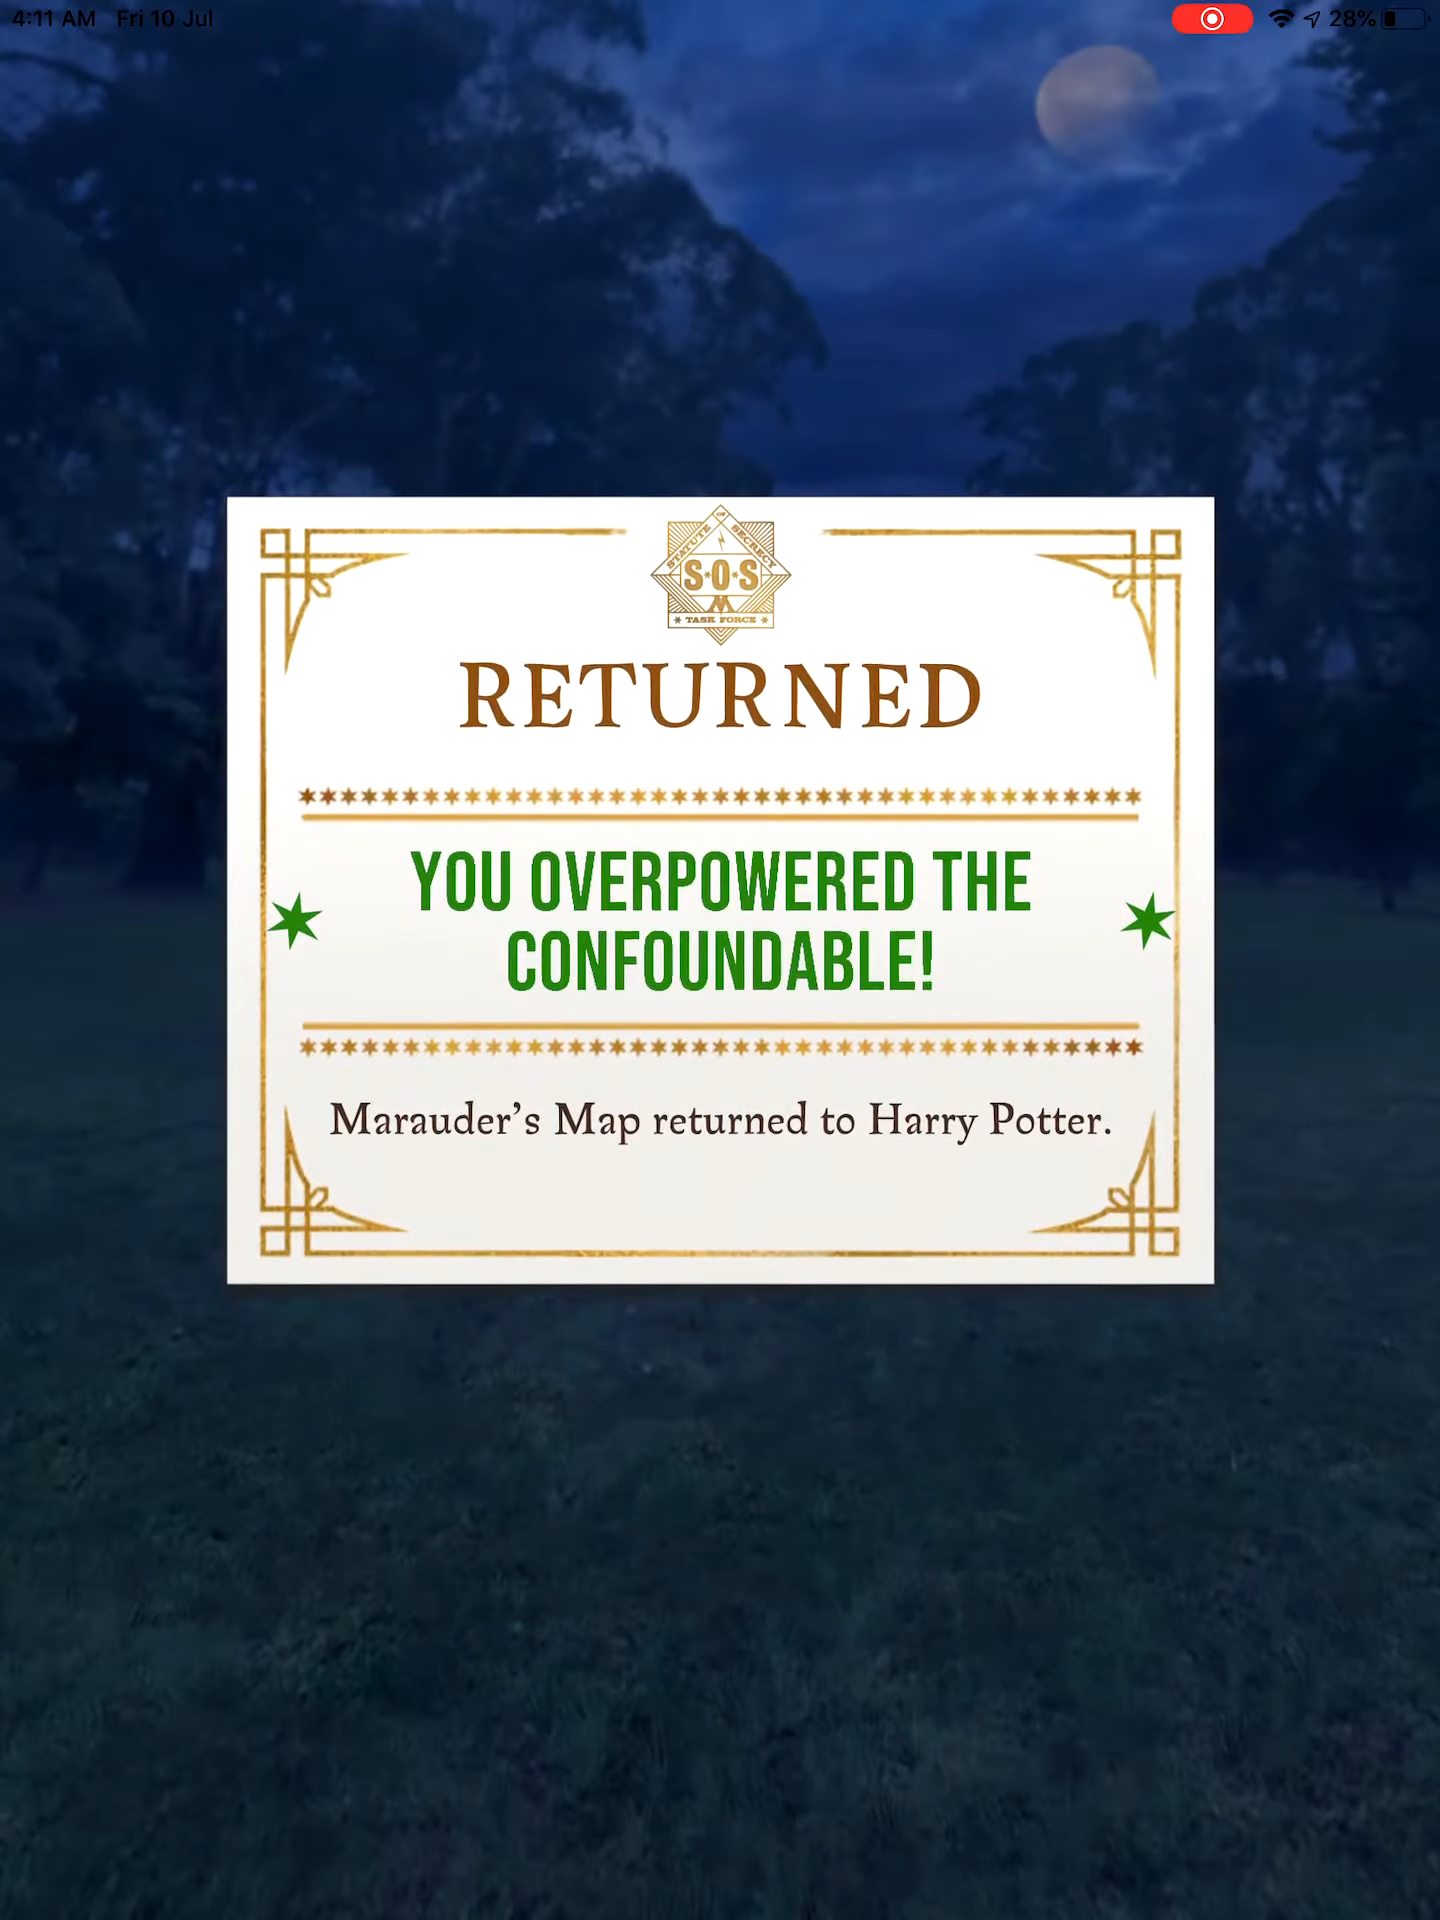 4:11 AM Fri 10 Jul
28%
STATUTE OF SECRECY
S*O*S
M
* TASK FORCE *
RETURNED
YOU OVERPOWERED THE
CONFOUNDABLE!
Marauder's Map returned to Harry Potter.